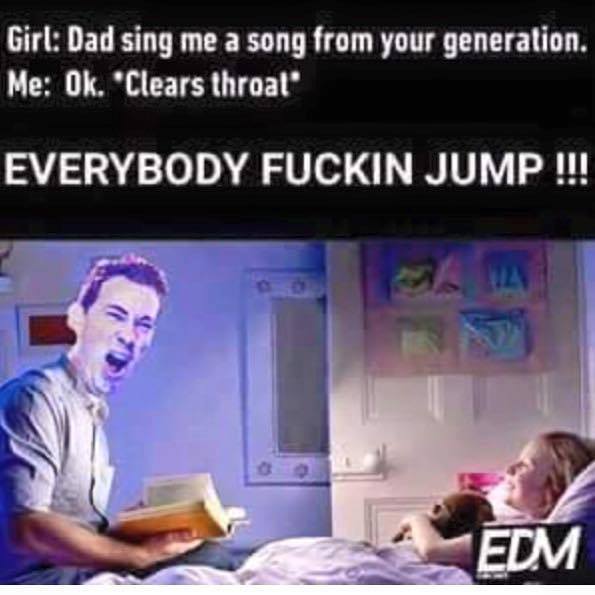 Girl: Dad sing me a song from your generation.
Me: Ok. *Clears throat*
EVERYBODY FUCKIN JUMP !!!
EDM